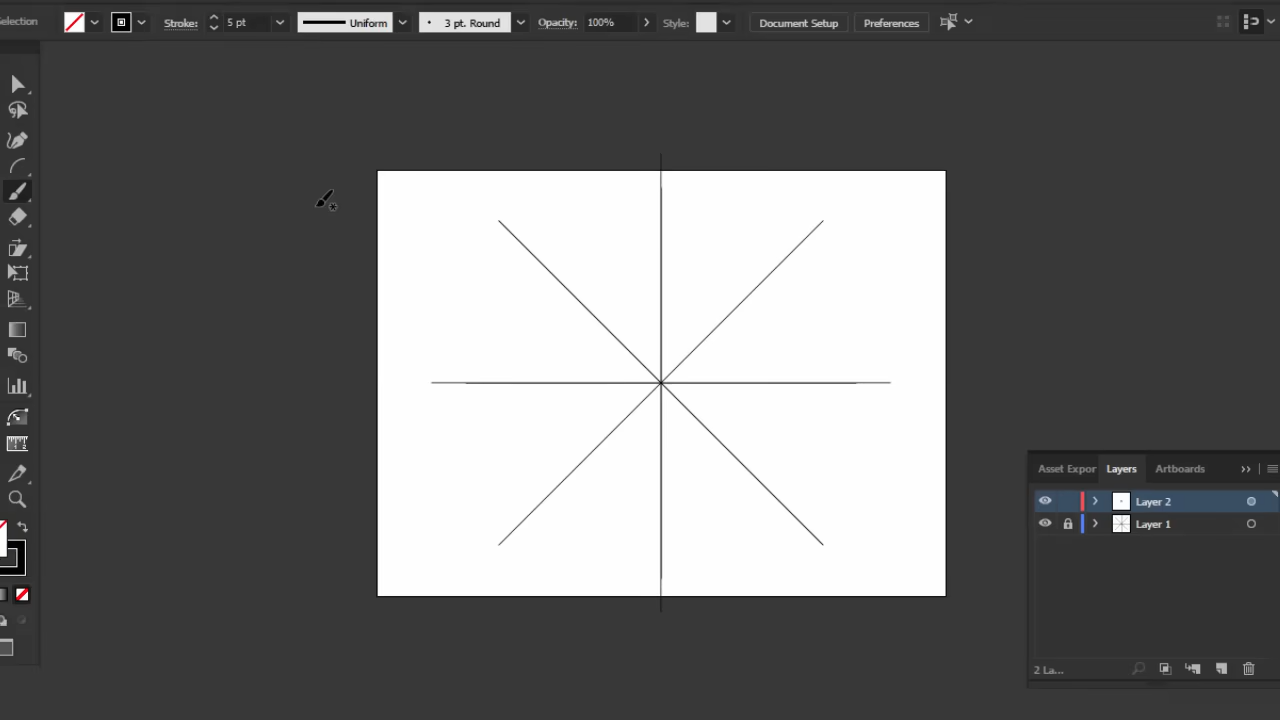 election Stroke: 5 pt Uniform 3 pt. Round Opacity: 100% Style: Document Setup Preferences
Asset Expor Layers Artboards
Layer 2
Layer 1
2 La...